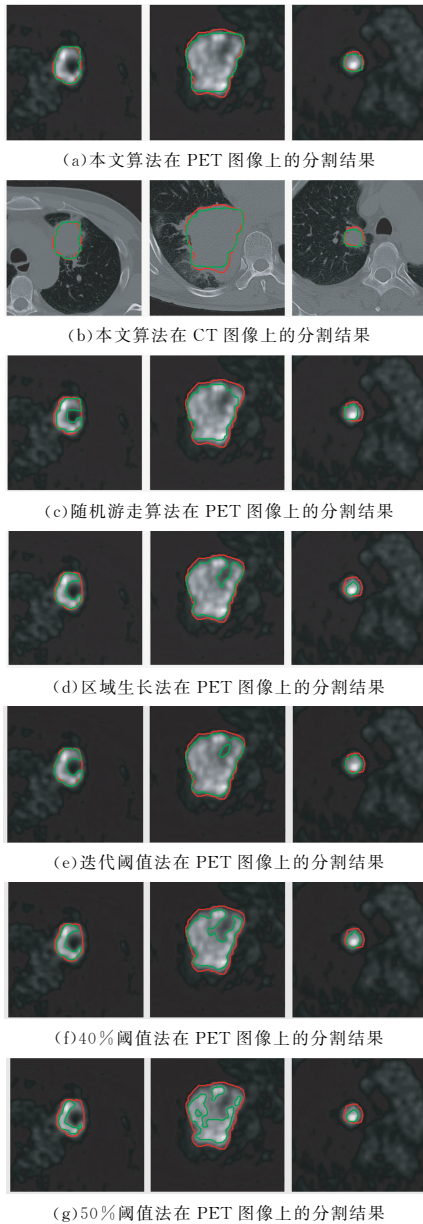 (a)本文算法在 PET 图像上的分割结果
(b)本文算法在 CT 图像上的分割结果
(c)随机游走算法在 PET 图像上的分割结果
(d)区域生长法在 PET 图像上的分割结果
(e)迭代阈值法在 PET 图像上的分割结果
(f)40%阈值法在 PET 图像上的分割结果
(g)50%阈值法在 PET 图像上的分割结果